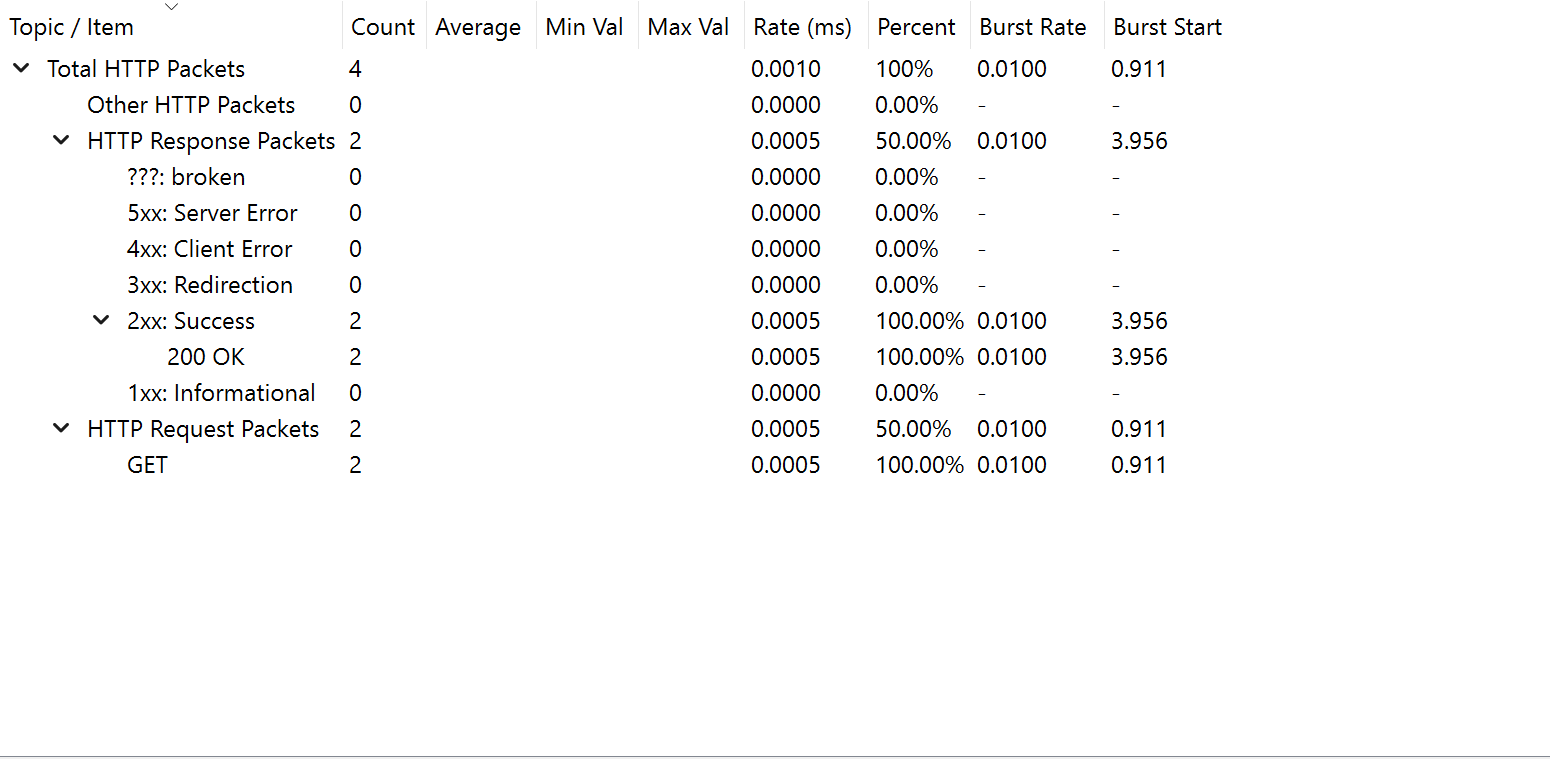 Topic / Item Count Average Min Val Max Val Rate (ms) Percent Burst Rate Burst Start
Total HTTP Packets 4 0.0010 100% 0.0100 0.911
Other HTTP Packets 0 0.0000 0.00% - -
HTTP Response Packets 2 0.0005 50.00% 0.0100 3.956
???: broken 0 0.0000 0.00% - -
5xx: Server Error 0 0.0000 0.00% - -
4xx: Client Error 0 0.0000 0.00% - -
3xx: Redirection 0 0.0000 0.00% - -
2xx: Success 2 0.0005 100.00% 0.0100 3.956
200 OK 2 0.0005 100.00% 0.0100 3.956
1xx: Informational 0 0.0000 0.00% - -
HTTP Request Packets 2 0.0005 50.00% 0.0100 0.911
GET 2 0.0005 100.00% 0.0100 0.911